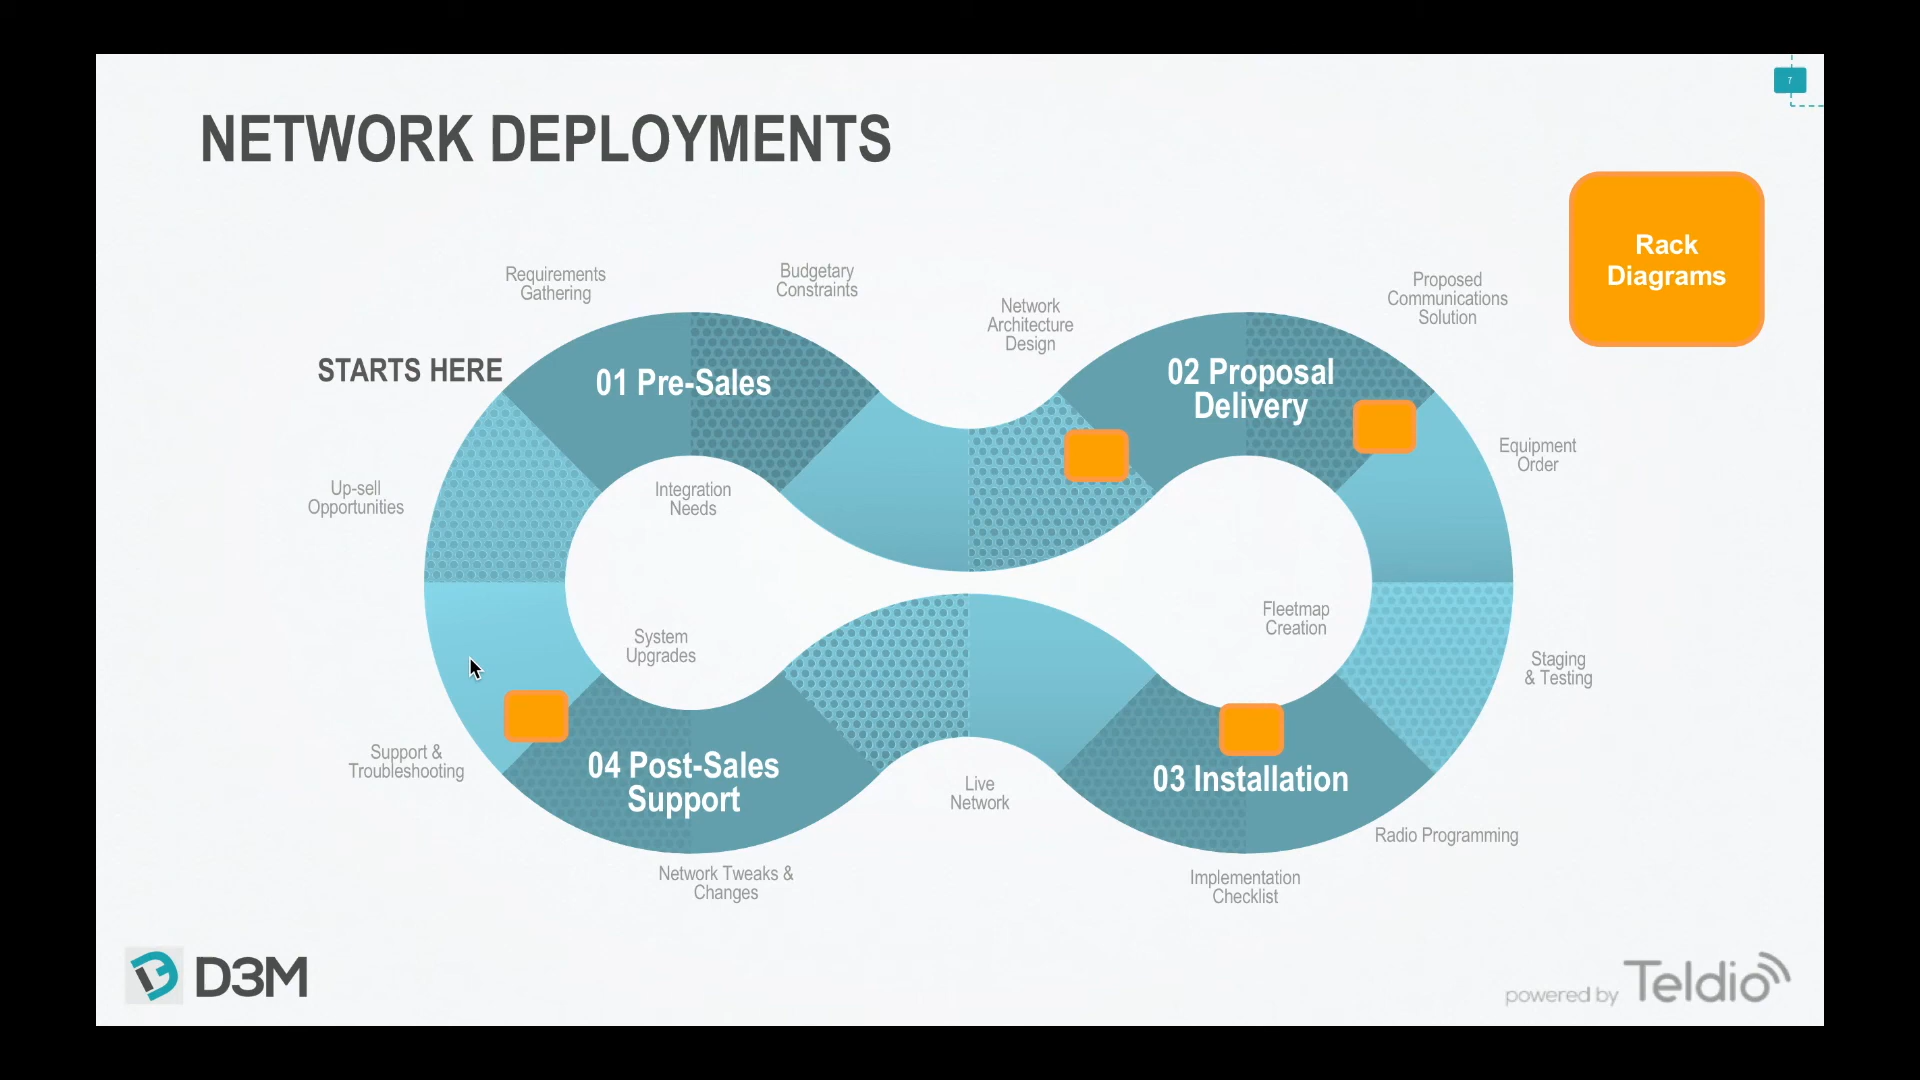 7
NETWORK DEPLOYMENTS
Rack
Diagrams
Requirements
Gathering
Budgetary
Constraints
Network
Architecture
Design
Proposed
Communications
Solution
STARTS HERE
01 Pre-Sales
02 Proposal
Delivery
Equipment
Order
Up-sell
Opportunities
Integration
Needs
System
Upgrades
Fleetmap
Creation
Staging
& Testing
Support &
Troubleshooting
04 Post-Sales
Support
Live
Network
03 Installation
Radio Programming
Network Tweaks &
Changes
Implementation
Checklist
D3M
powered by Teldio